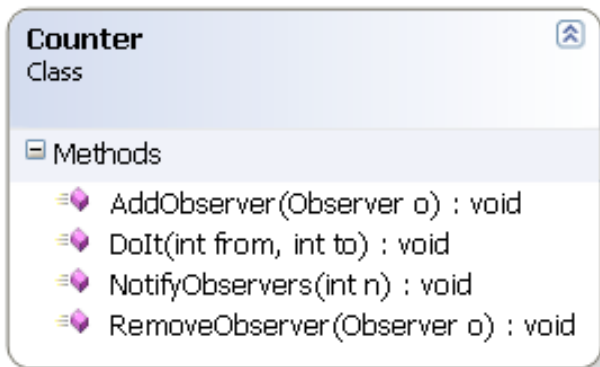 Counter
Class
Methods
AddObserver(Observer o) : void
DoIt(int from, int to) : void
NotifyObservers(int n) : void
RemoveObserver(Observer o) : void